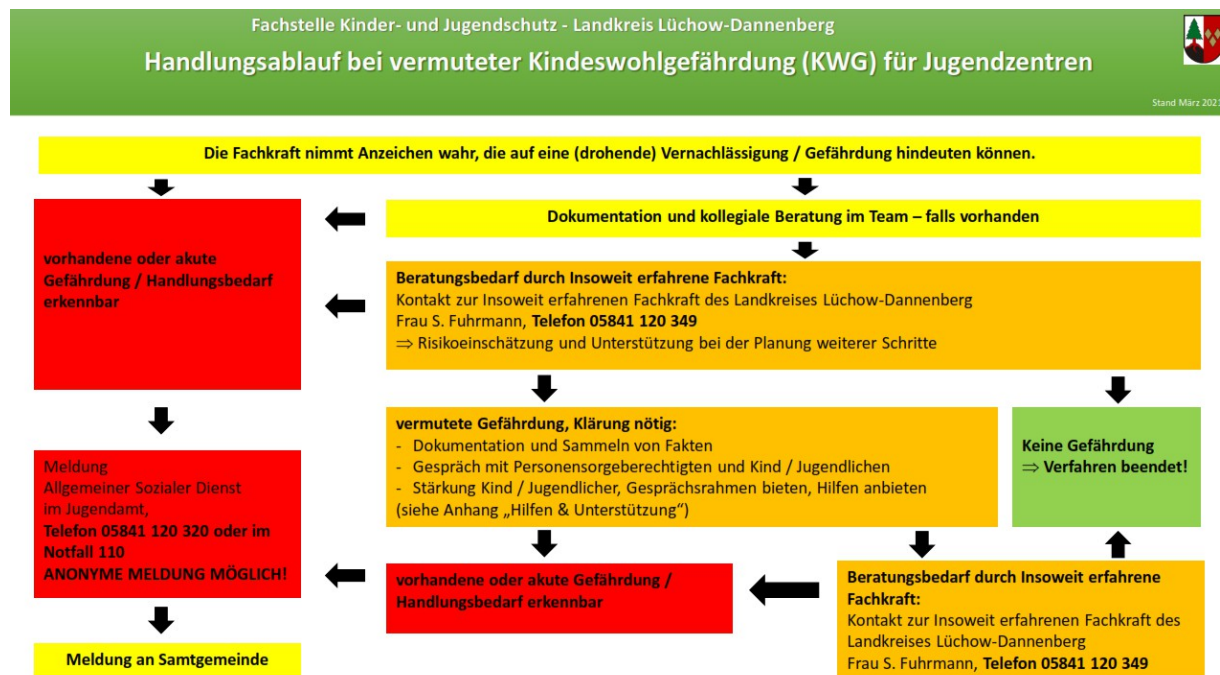 Fachstelle Kinder- und Jugendschutz - Landkreis Lüchow-Dannenberg
Handlungsablauf bei vermuteter Kindeswohlgefährdung (KWG) für Jugendzentren
Stand März 2021
Die Fachkraft nimmt Anzeichen wahr, die auf eine (drohende) Vernachlässigung / Gefährdung hindeuten können.
Dokumentation und kollegiale Beratung im Team – falls vorhanden
vorhandene oder akute
Gefährdung / Handlungsbedarf
erkennbar
Beratungsbedarf durch Insoweit erfahrene Fachkraft:
Kontakt zur Insoweit erfahrenen Fachkraft des Landkreises Lüchow-Dannenberg
Frau S. Fuhrmann, Telefon 05841 120 349
⇒ Risikoeinschätzung und Unterstützung bei der Planung weiterer Schritte
vermutete Gefährdung, Klärung nötig:
- Dokumentation und Sammeln von Fakten
- Gespräch mit Personensorgeberechtigten und Kind / Jugendlichen
- Stärkung Kind / Jugendlicher, Gesprächsrahmen bieten, Hilfen anbieten
(siehe Anhang „Hilfen & Unterstützung“)
Keine Gefährdung
⇒ Verfahren beendet!
Meldung
Allgemeiner Sozialer Dienst
im Jugendamt,
Telefon 05841 120 320 oder im
Notfall 110
ANONYME MELDUNG MÖGLICH!
vorhandene oder akute Gefährdung /
Handlungsbedarf erkennbar
Beratungsbedarf durch Insoweit erfahrene
Fachkraft:
Kontakt zur Insoweit erfahrenen Fachkraft des
Landkreises Lüchow-Dannenberg
Frau S. Fuhrmann, Telefon 05841 120 349
Meldung an Samtgemeinde